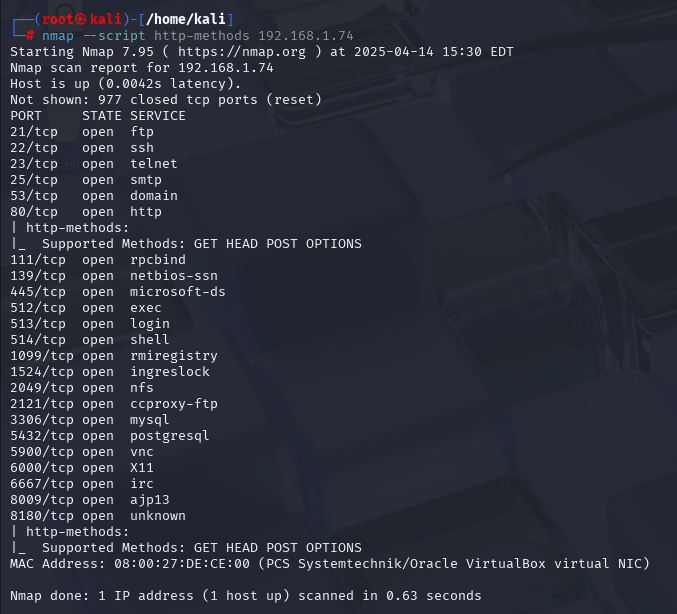 ┌──(root㉿kali)-[/home/kali]
└─# nmap --script http-methods 192.168.1.74
Starting Nmap 7.95 ( https://nmap.org ) at 2025-04-14 15:30 EDT
Nmap scan report for 192.168.1.74
Host is up (0.0042s latency).
Not shown: 977 closed tcp ports (reset)
PORT     STATE SERVICE
21/tcp   open  ftp
22/tcp   open  ssh
23/tcp   open  telnet
25/tcp   open  smtp
53/tcp   open  domain
80/tcp   open  http
| http-methods:
|_  Supported Methods: GET HEAD POST OPTIONS
111/tcp  open  rpcbind
139/tcp  open  netbios-ssn
445/tcp  open  microsoft-ds
512/tcp  open  exec
513/tcp  open  login
514/tcp  open  shell
1099/tcp open  rmiregistry
1524/tcp open  ingreslock
2049/tcp open  nfs
2121/tcp open  ccproxy-ftp
3306/tcp open  mysql
5432/tcp open  postgresql
5900/tcp open  vnc
6000/tcp open  X11
6667/tcp open  irc
8009/tcp open  ajp13
8180/tcp open  unknown
| http-methods:
|_  Supported Methods: GET HEAD POST OPTIONS
MAC Address: 08:00:27:DE:CE:00 (PCS Systemtechnik/Oracle VirtualBox virtual NIC)
Nmap done: 1 IP address (1 host up) scanned in 0.63 seconds